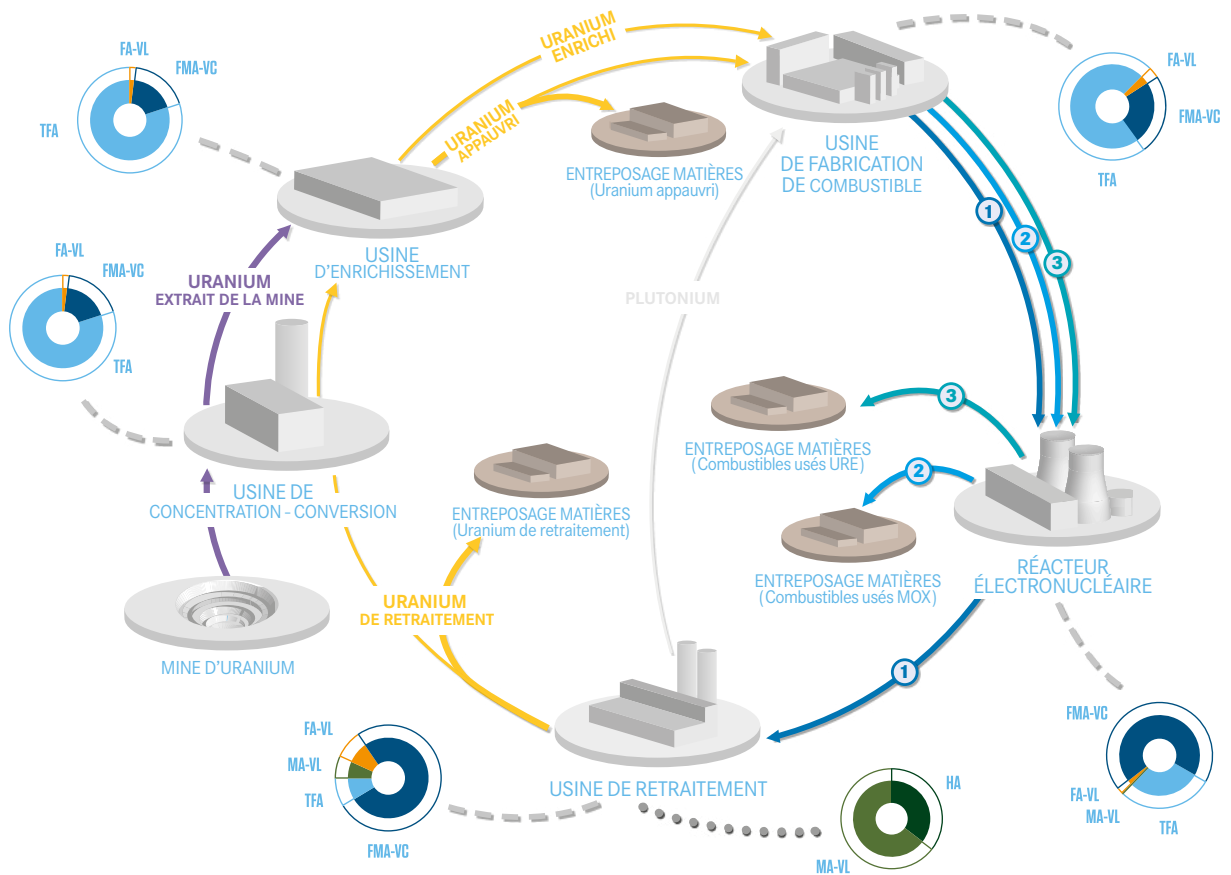 URANIUM
ENRICHI
FA-VL
FMA-VC
TFA
FA-VL
FMA-VC
TFA
URANIUM
APPAUVRI
ENTREPOSAGE MATIÈRES
(Uranium appauvri)
USINE
DE FABRICATION
DE COMBUSTIBLE
1
2
3
USINE
D'ENRICHISSEMENT
FA-VL
FMA-VC
TFA
URANIUM
EXTRAIT DE LA MINE
PLUTONIUM
3
ENTREPOSAGE MATIÈRES
(Combustibles usés URE)
2
USINE DE
CONCENTRATION - CONVERSION
ENTREPOSAGE MATIÈRES
(Uranium de retraitement)
ENTREPOSAGE MATIÈRES
(Combustibles usés MOX)
RÉACTEUR
ÉLECTRONUCLÉAIRE
URANIUM
DE RETRAITEMENT
MINE D'URANIUM
1
FA-VL
MA-VL
TFA
FMA-VC
USINE DE RETRAITEMENT
HA
MA-VL
FMA-VC
FA-VL
MA-VL
TFA